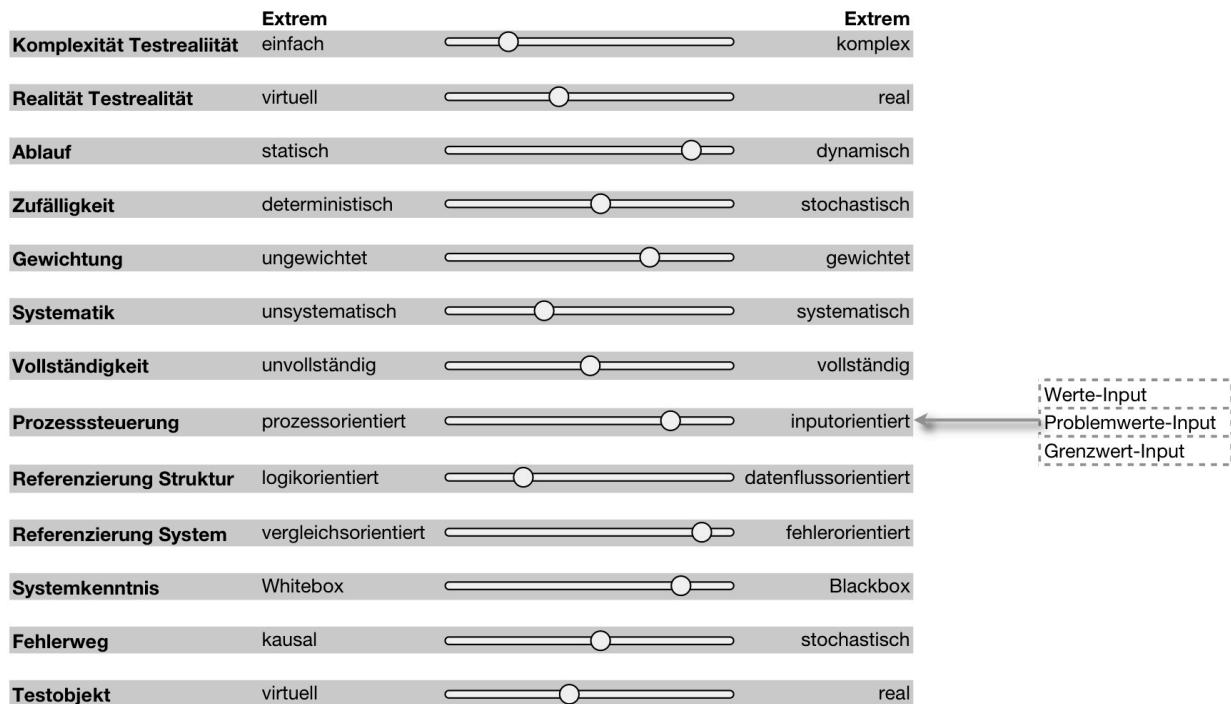 Extrem Extrem
Komplexität Testrealiität einfach komplex
Realität Testrealität virtuell real
Ablauf statisch dynamisch
Zufälligkeit deterministisch stochastisch
Gewichtung ungewichtet gewichtet
Systematik unsystematisch systematisch
Vollständigkeit unvollständig vollständig
Prozesssteuerung prozessorientiert inputorientiert
Werte-Input
Problemwerte-Input
Grenzwert-Input
Referenzierung Struktur logikorientiert datenflussorientiert
Referenzierung System vergleichsorientiert fehlerorientiert
Systemkenntnis Whitebox Blackbox
Fehlerweg kausal stochastisch
Testobjekt virtuell real